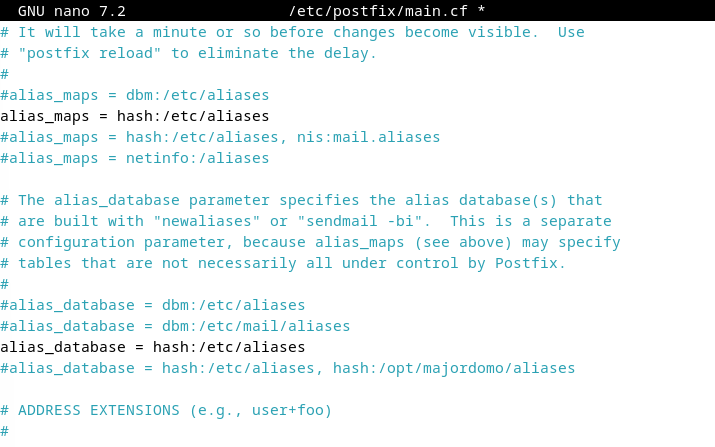 GNU nano 7.2 /etc/postfix/main.cf *
# It will take a minute or so before changes become visible.  Use
# "postfix reload" to eliminate the delay.
#
#alias_maps = dbm:/etc/aliases
alias_maps = hash:/etc/aliases
#alias_maps = hash:/etc/aliases, nis:mail.aliases
#alias_maps = netinfo:/aliases

# The alias_database parameter specifies the alias database(s) that
# are built with "newaliases" or "sendmail -bi".  This is a separate
# configuration parameter, because alias_maps (see above) may specify
# tables that are not necessarily all under control by Postfix.
#
#alias_database = dbm:/etc/aliases
#alias_database = dbm:/etc/mail/aliases
alias_database = hash:/etc/aliases
#alias_database = hash:/etc/aliases, hash:/opt/majordomo/aliases

# ADDRESS EXTENSIONS (e.g., user+foo)
#